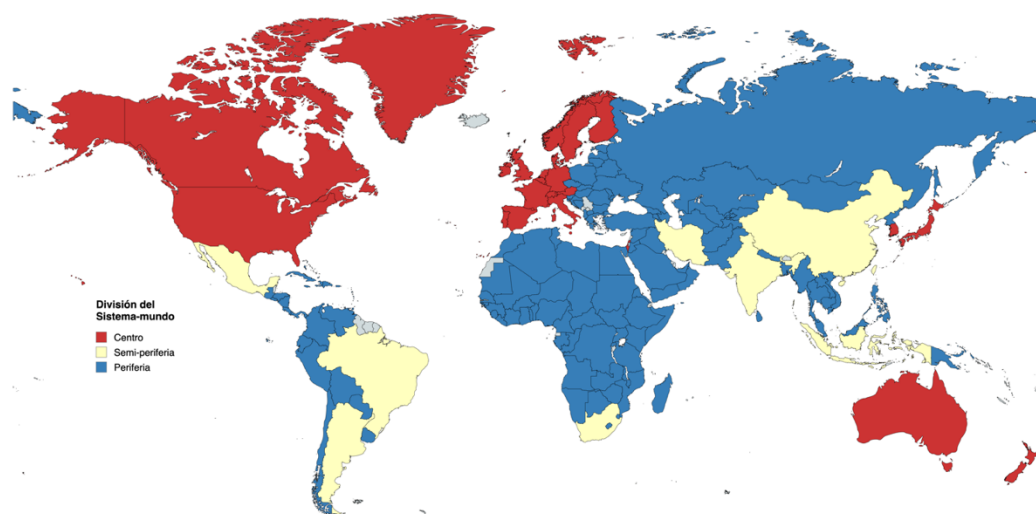 División del
Sistema-mundo
Centro
Semi-periferia
Periferia